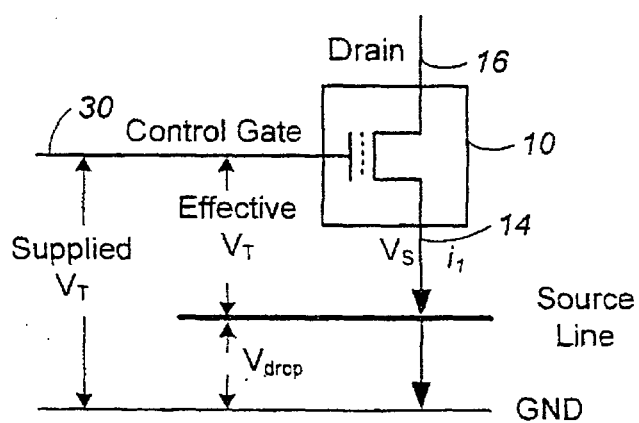 Drain
16
30
Control Gate
10
Effective
V_T
Supplied
V_T
14
V_S
i_1
Source
Line
V_drop
GND